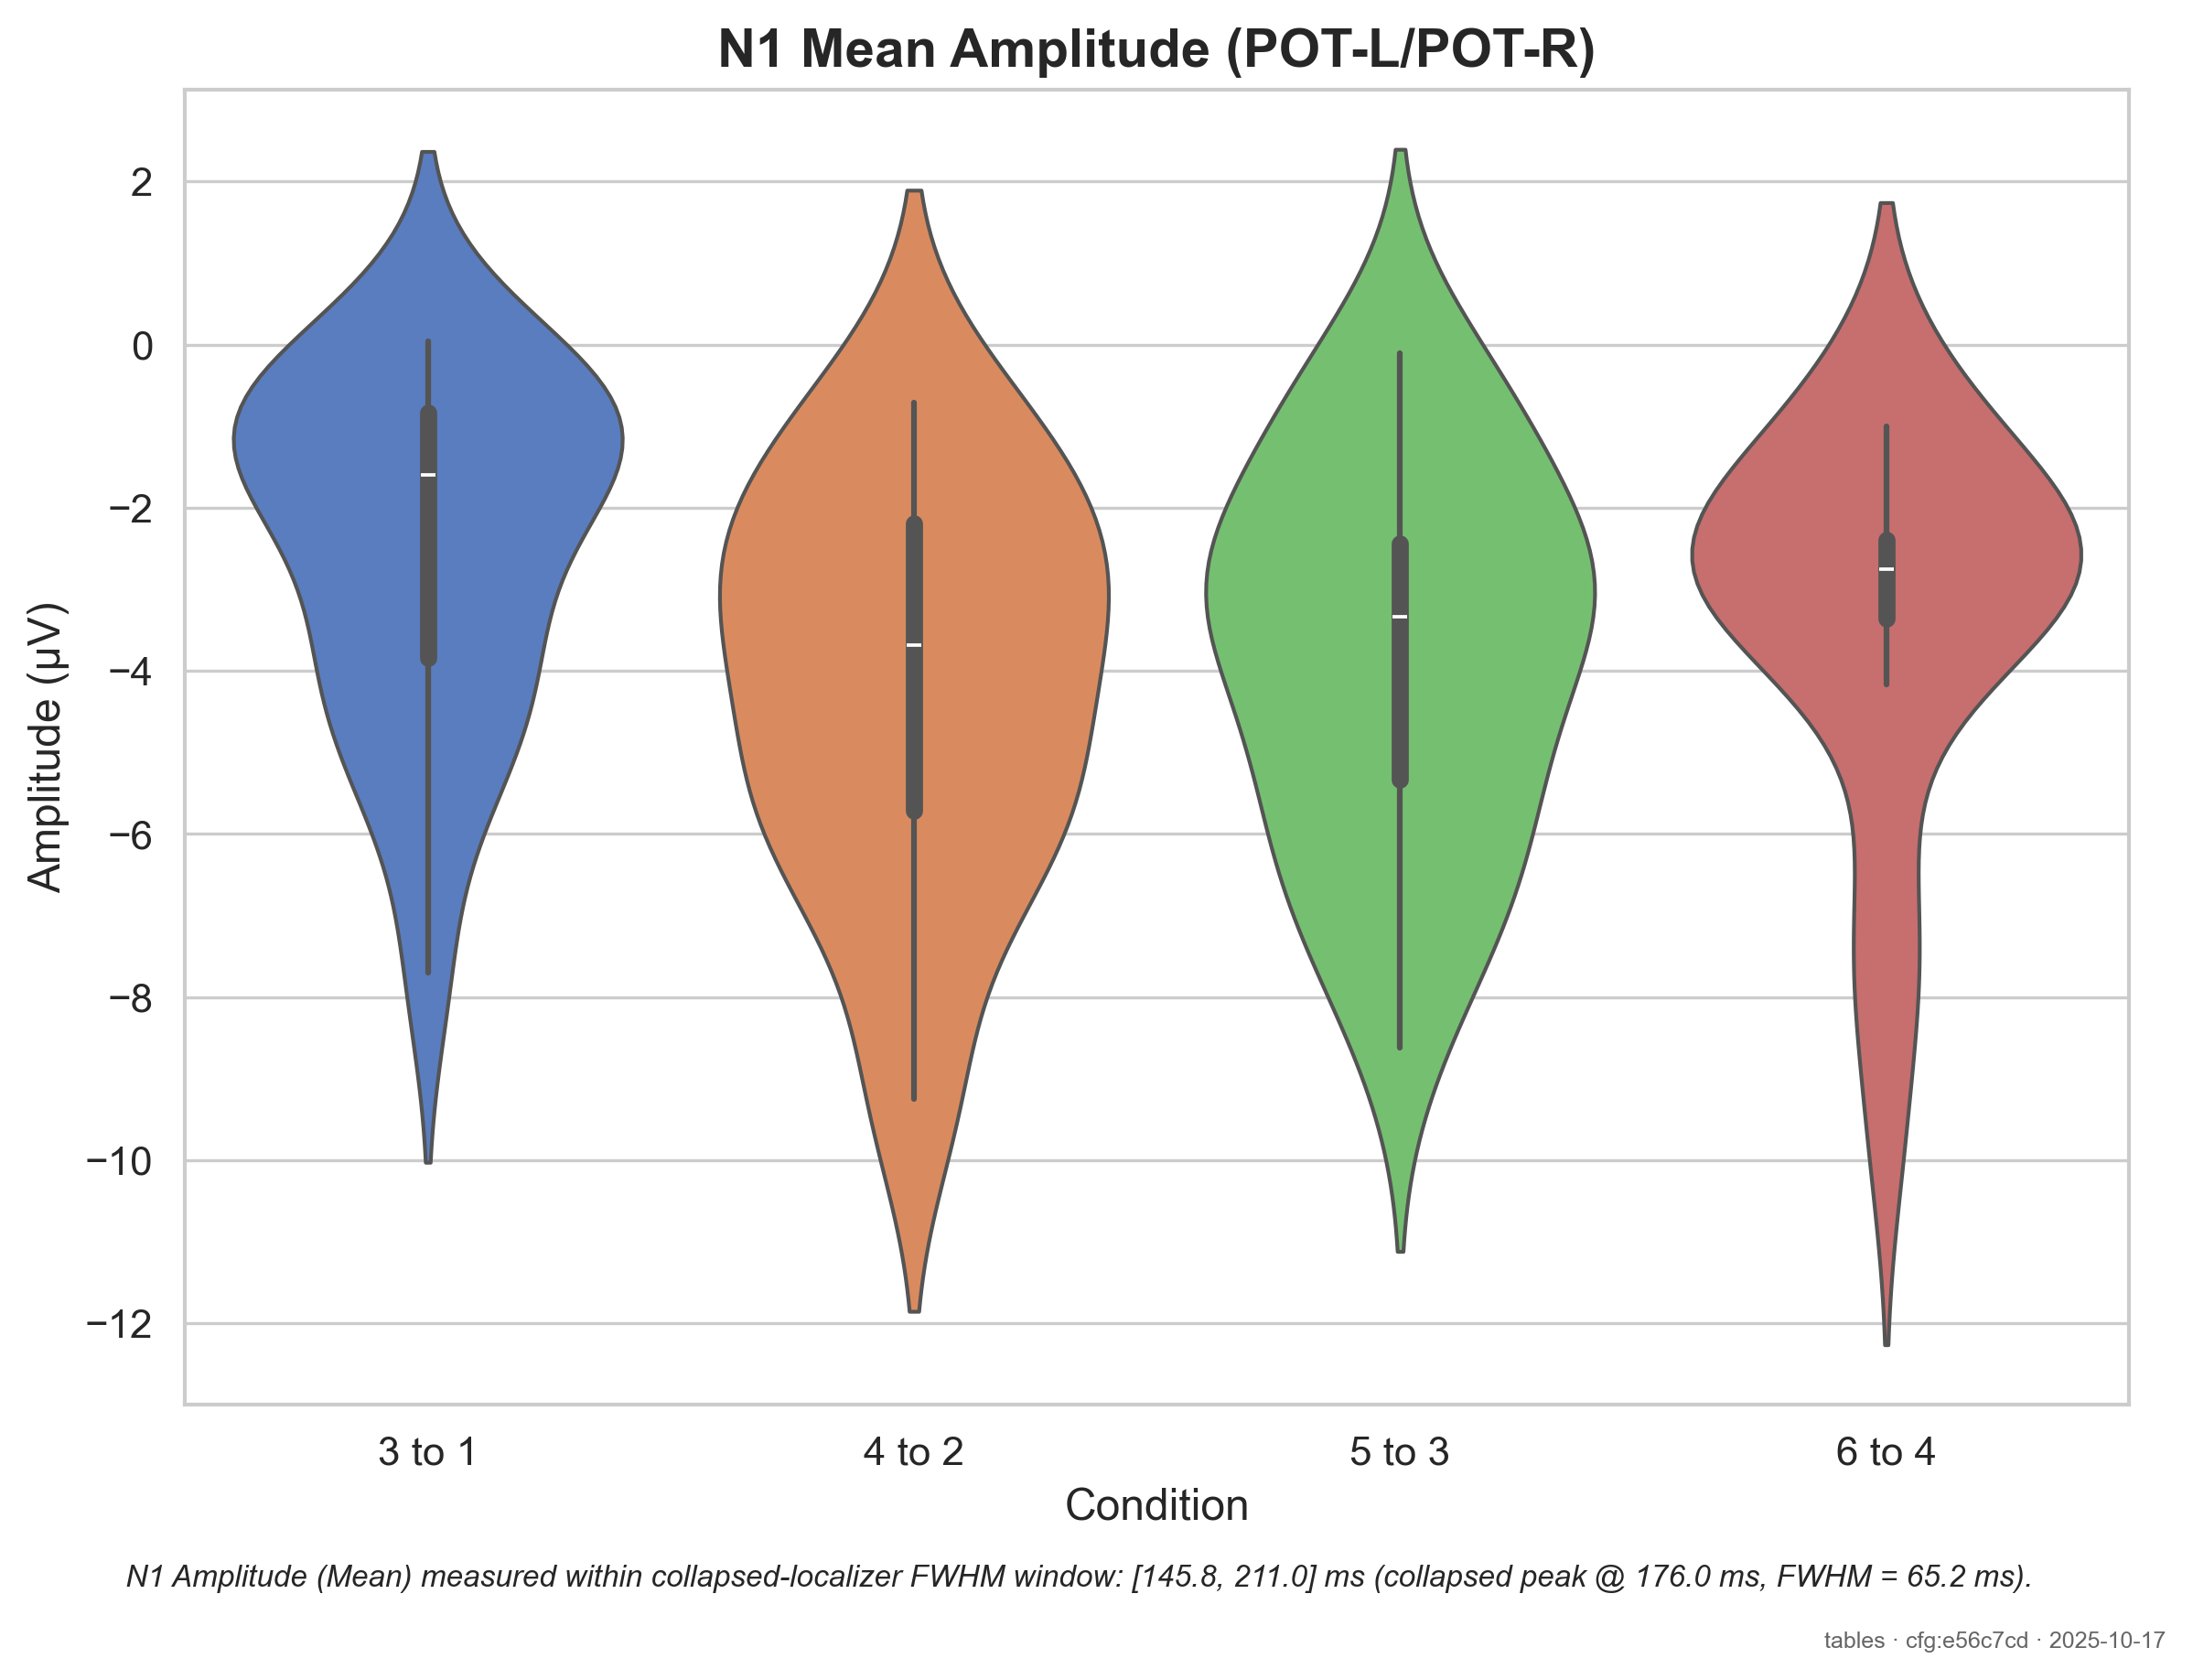 N1 Mean Amplitude (POT-L/POT-R)
Amplitude (µV)
2
0
−2
−4
−6
−8
−10
−12
3 to 1
4 to 2
5 to 3
6 to 4
Condition
N1 Amplitude (Mean) measured within collapsed-localizer FWHM window: [145.8, 211.0] ms (collapsed peak @ 176.0 ms, FWHM = 65.2 ms).
tables · cfg:e56c7cd · 2025-10-17